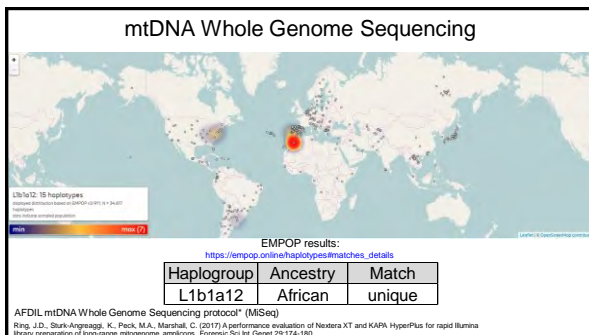 mtDNA Whole Genome Sequencing
+
L1b1a12: 15 haplotypes
haplotypes
min
max (7)
EMPOP results:
https://empop.online/haplotypes#matches_details
Haplogroup Ancestry Match
L1b1a12 African unique
AFDIL mtDNA Whole Genome Sequencing protocol* (MiSeq)
Ring, J.D., Sturk-Andreaggi, K., Peck, M.A., Marshall, C. (2017) A performance evaluation of Nextera XT and KAPA HyperPlus for rapid Illumina
library preparation of long-range mitogenome amplicons. Forensic Sci Int Genet 29:174-180.